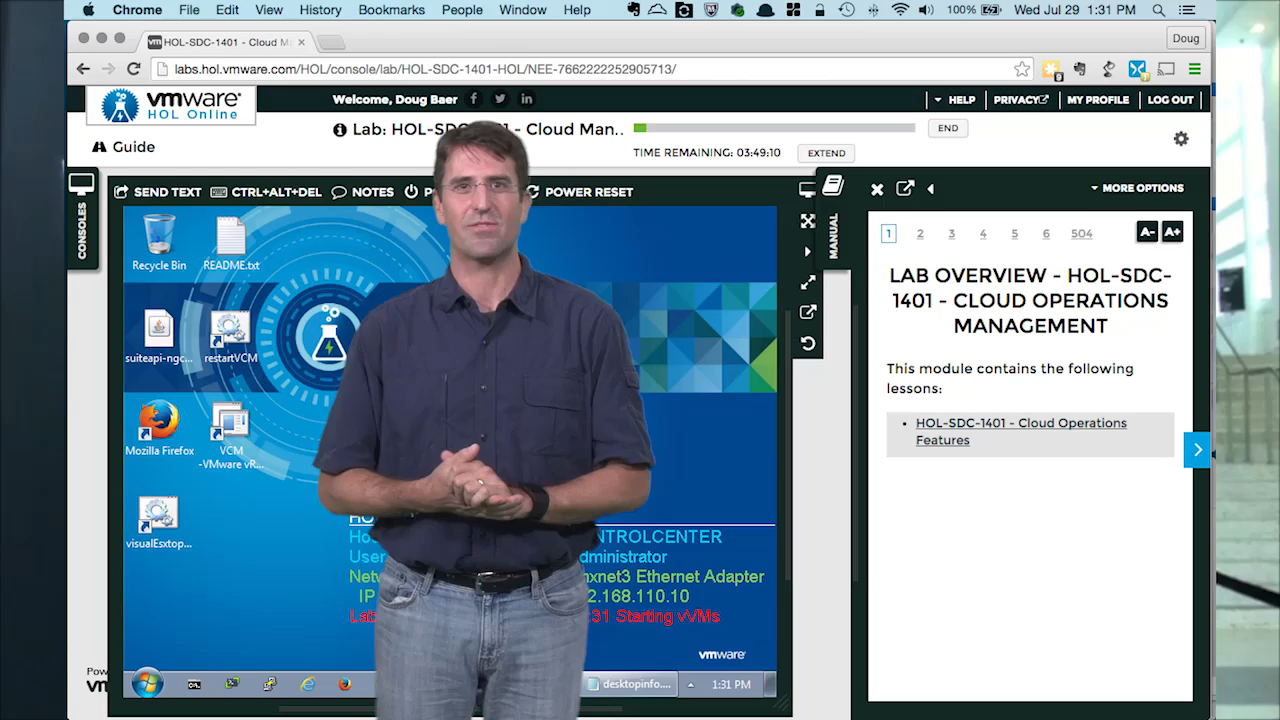 Chrome File Edit View History Bookmarks People Window Help 100% Wed Jul 29 1:31 PM
HOL-SDC-1401 - Cloud M
Doug
labs.hol.vmware.com/HOL/console/lab/HOL-SDC-1401-HOL/NEE-7662222252905713/
vmware®
HOL Online
Welcome, Doug Baer
HELP PRIVACY MY PROFILE LOG OUT
Lab: HOL-SDC - Cloud Man..
END
Guide
TIME REMAINING: 03:49:10 EXTEND
CONSOLES
SEND TEXT CTRL+ALT+DEL NOTES POWER RESET
MANUAL
MORE OPTIONS
Recycle Bin README.txt
1 2 3 4 5 6 504 A- A+
LAB OVERVIEW - HOL-SDC-
1401 - CLOUD OPERATIONS
MANAGEMENT
suiteapi-ngc... restartVCM
This module contains the following
lessons:
• HOL-SDC-1401 - Cloud Operations
Features
Mozilla Firefox VCM
-VMware vR...
visualEsxtop...
NTROLCENTER
User dministrator
Netw mxnet3 Ethernet Adapter
IP 2.168.110.10
Lab :31 Starting vVMs
vmware
desktopinfo.... 1:31 PM